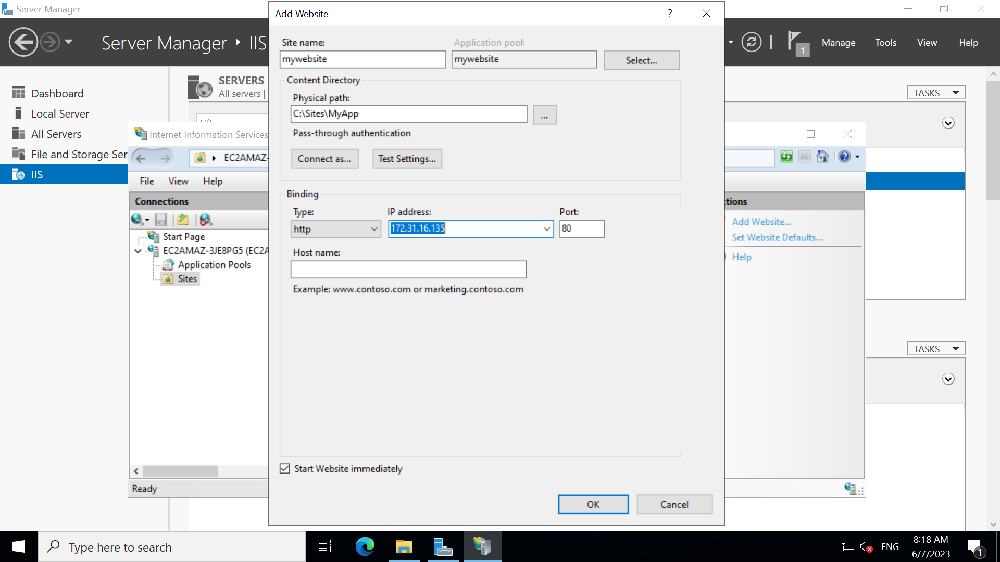 Server Manager
Server Manager ‣ IIS
1
Manage
Tools
View
Help
Dashboard
Local Server
All Servers
File and Storage Ser
IIS
SERVERS
All servers |
TASKS
TASKS
Internet Information Services
EC2AMAZ-
File
View
Help
Connections
Start Page
EC2AMAZ-3JE8PG5 (EC2A
Application Pools
Sites
Ready
Add Website
?
Site name:
Application pool:
mywebsite
mywebsite
Select...
Content Directory
Physical path:
C:\Sites\MyApp
...
Pass-through authentication
Connect as...
Test Settings...
Binding
Type:
IP address:
Port:
http
172.31.16.135
80
Host name:
Example: www.contoso.com or marketing.contoso.com
Start Website immediately
OK
Cancel
tions
Add Website...
Set Website Defaults...
Help
Type here to search
ENG
8:18 AM
6/7/2023
1